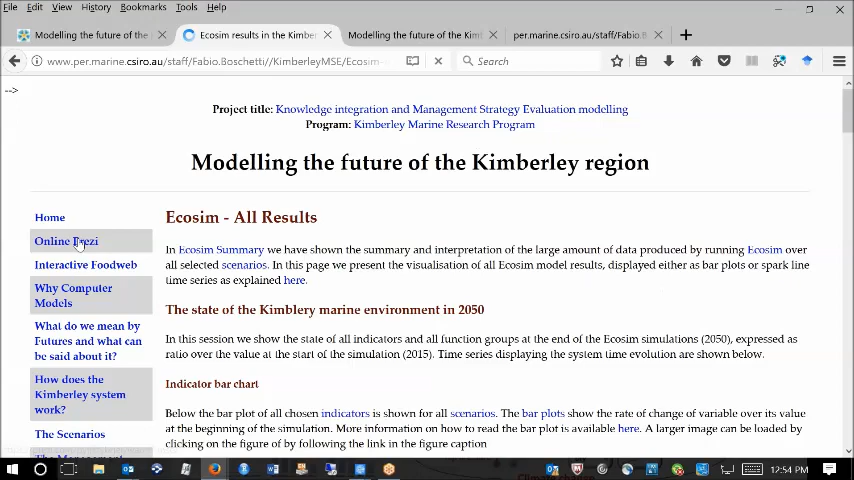 File Edit View History Bookmarks Tools Help
Modelling the future of the
Ecosim results in the Kimber
Modelling the future of the Kimb
per.marine.csiro.au/staff/Fabio.B
www.per.marine.csiro.au/staff/Fabio.Boschetti//KimberleyMSE/Ecosim-
Search
-->
Project title: Knowledge integration and Management Strategy Evaluation modelling
Program: Kimberley Marine Research Program
Modelling the future of the Kimberley region
Home
Online Prezi
Interactive Foodweb
Why Computer
Models
What do we mean by
Futures and what can
be said about it?
How does the
Kimberley system
work?
The Scenarios
The Management
Ecosim - All Results
In Ecosim Summary we have shown the summary and interpretation of the large amount of data produced by running Ecosim over
all selected scenarios. In this page we present the visualisation of all Ecosim model results, displayed either as bar plots or spark line
time series as explained here.
The state of the Kimblery marine environment in 2050
In this session we show the state of all indicators and all function groups at the end of the Ecosim simulations (2050), expressed as
ratio over the value at the start of the simulation (2015). Time series displaying the system time evolution are shown below.
Indicator bar chart
Below the bar plot of all chosen indicators is shown for all scenarios. The bar plots show the rate of change of variable over its value
at the beginning of the simulation. More information on how to read the bar plot is available here. A larger image can be loaded by
clicking on the figure of by following the link in the figure caption
12:54 PM